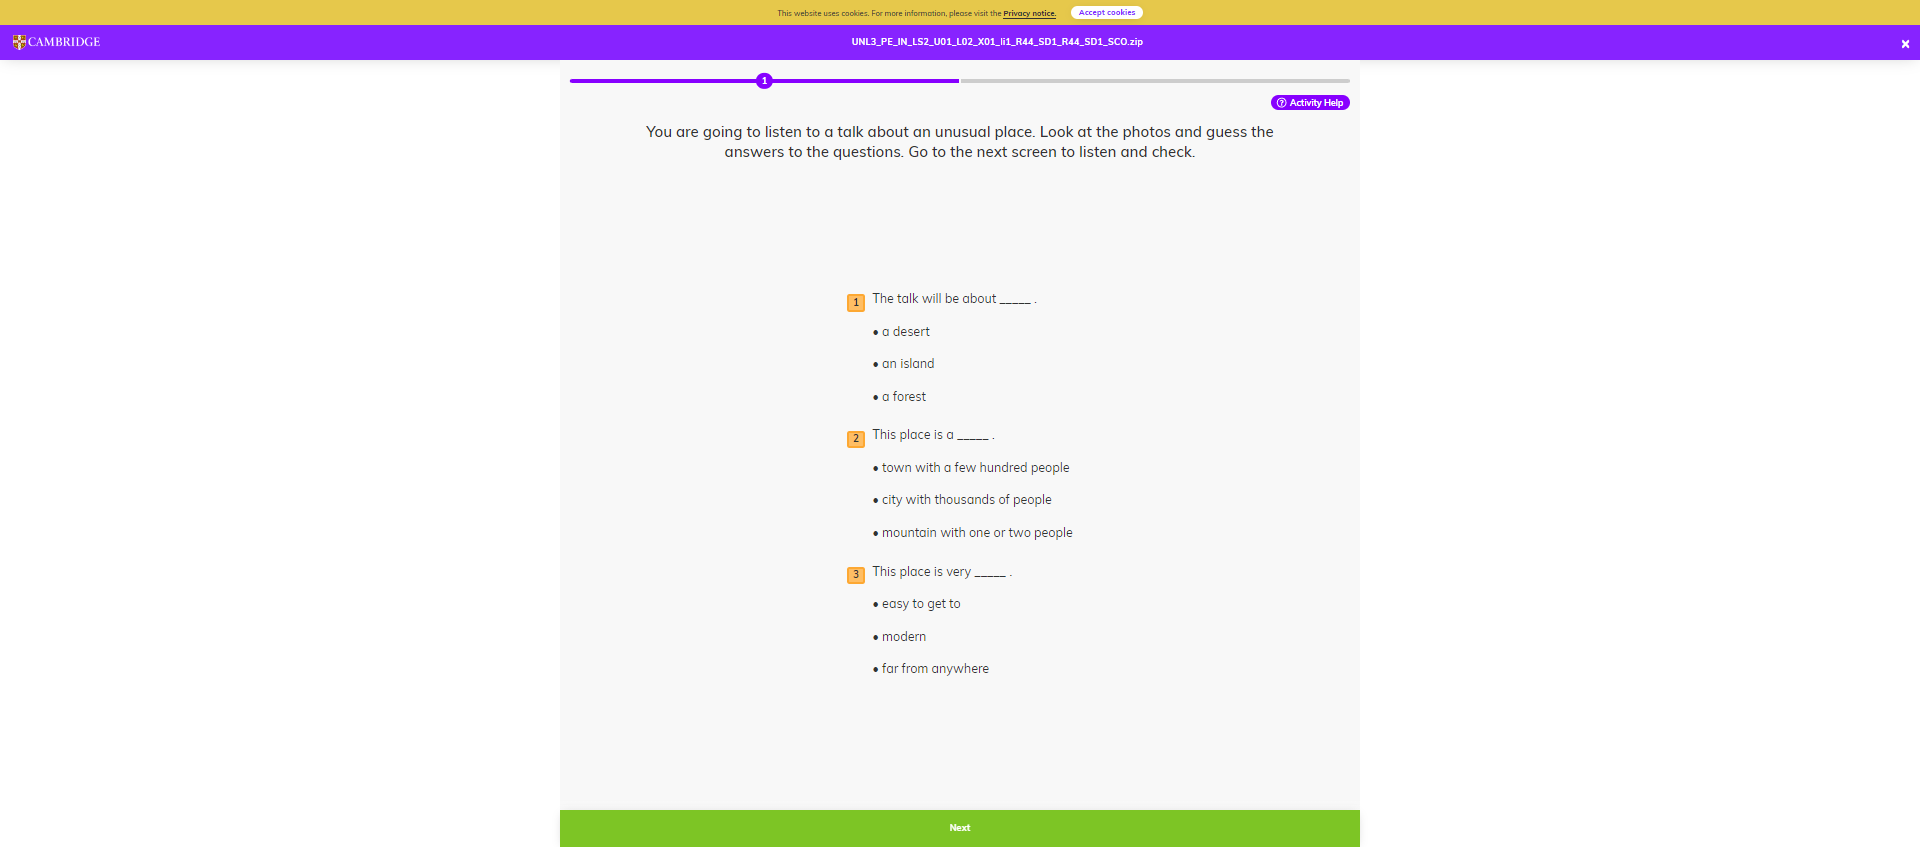 This website uses cookies. For more information, please visit the Privacy notice. Accept cookies
CAMBRIDGE UNL3_PE_IN_LS2_U01_L02_X01_li1_R44_SD1_R44_SD1_SCO.zip ×
1
? Activity Help
You are going to listen to a talk about an unusual place. Look at the photos and guess the
answers to the questions. Go to the next screen to listen and check.
1 The talk will be about _____ .
• a desert
• an island
• a forest
2 This place is a _____ .
• town with a few hundred people
• city with thousands of people
• mountain with one or two people
3 This place is very _____ .
• easy to get to
• modern
• far from anywhere
Next